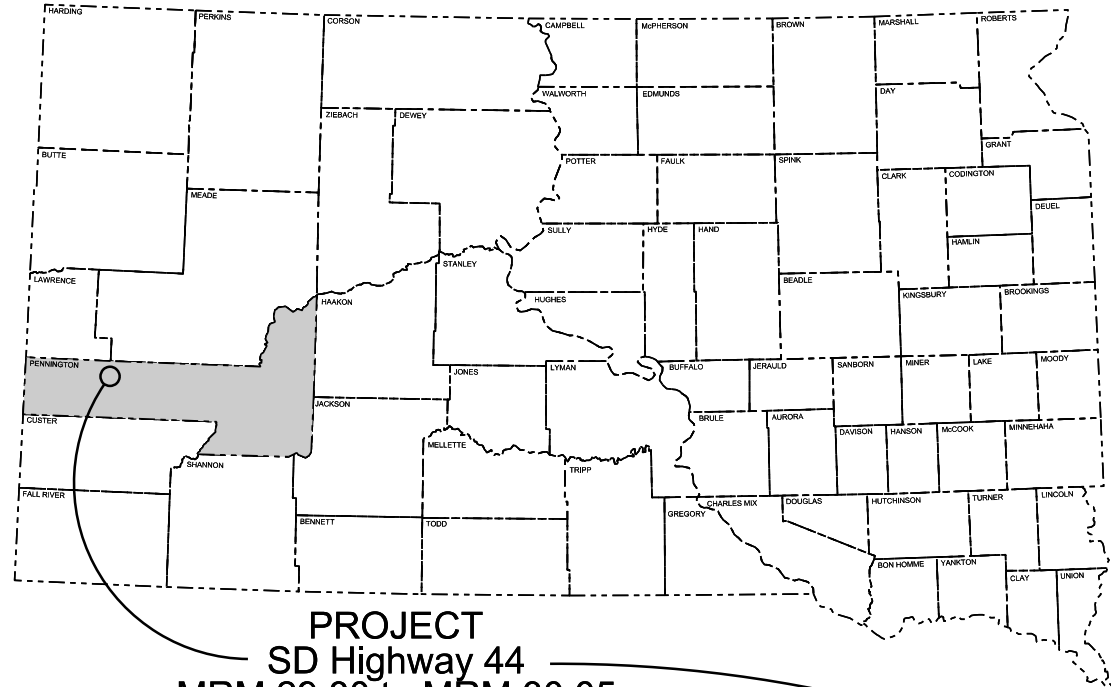 HARDING
PERKINS
CORSON
CAMPBELL
McPHERSON
BROWN
MARSHALL
ROBERTS
WALWORTH
EDMUNDS
DAY
ZIEBACH
DEWEY
GRANT
BUTTE
POTTER
FAULK
SPINK
CLARK
CODINGTON
MEADE
DEUEL
SULLY
HYDE
HAND
HAMLIN
STANLEY
LAWRENCE
BEADLE
KINGSBURY
BROOKINGS
HAAKON
HUGHES
PENNINGTON
JONES
LYMAN
BUFFALO
JERAULD
SANBORN
MINER
LAKE
MOODY
JACKSON
CUSTER
BRULE
AURORA
DAVISON
HANSON
McCOOK
MINNEHAHA
MELLETTE
SHANNON
TRIPP
FALL RIVER
CHARLES MIX
DOUGLAS
HUTCHINSON
TURNER
LINCOLN
GREGORY
BENNETT
TODD
BON HOMME
YANKTON
CLAY
UNION
PROJECT
SD Highway 44